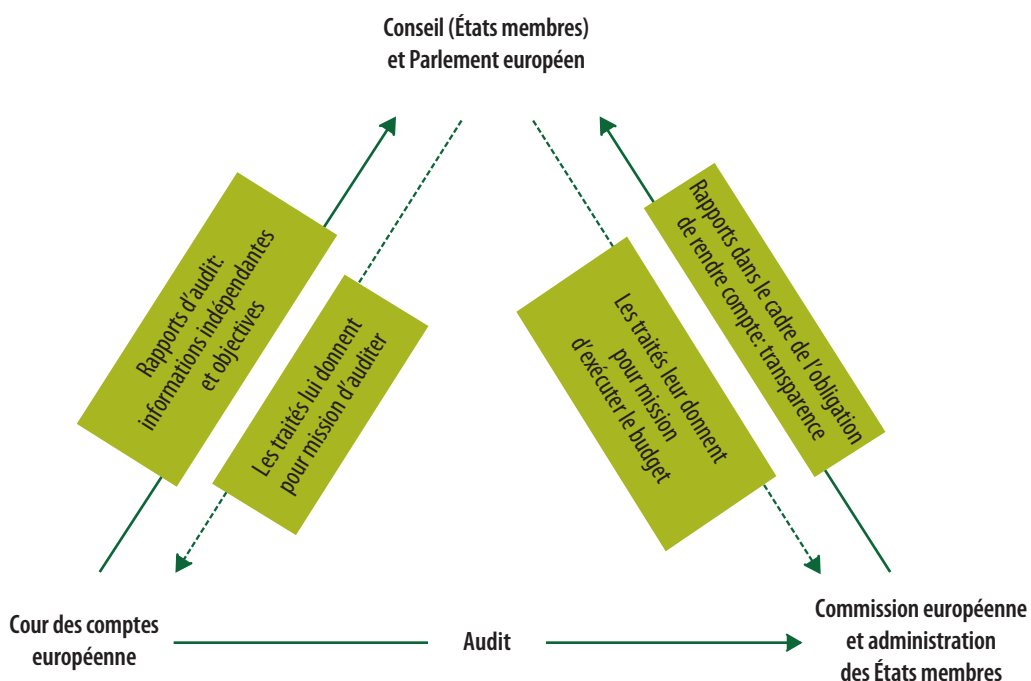 Conseil (États membres)
et Parlement européen
Rapports d’audit:
informations indépendantes
et objectives
Les traités lui donnent
pour mission d’auditer
Les traités leur donnent
pour mission
d’exécuter le budget
Rapports dans le cadre de l’obligation
de rendre compte: transparence
Cour des comptes
européenne
Audit
Commission européenne
et administration
des États membres